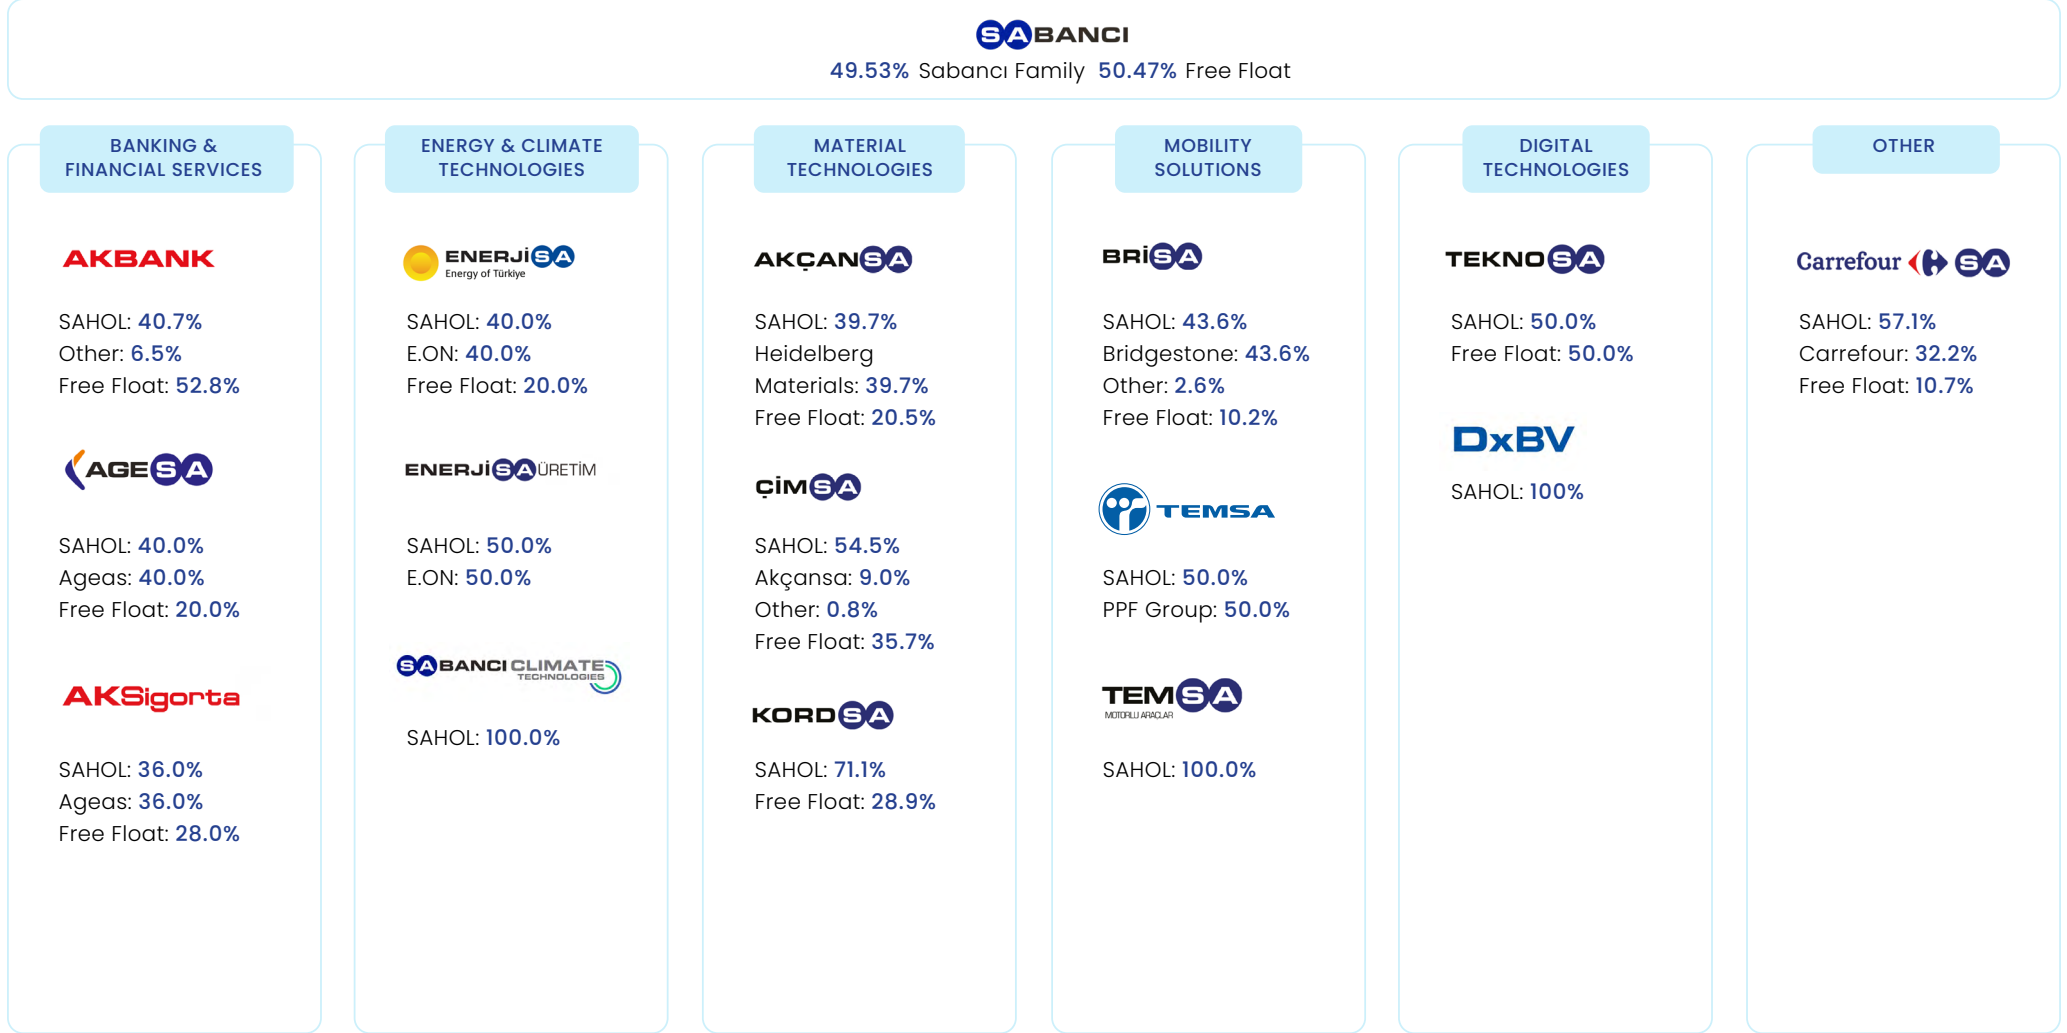 SABANCI
49.53% Sabancı Family 50.47% Free Float
BANKING &
FINANCIAL SERVICES
AKBANK
SAHOL: 40.7%
Other: 6.5%
Free Float: 52.8%
AGESA
SAHOL: 40.0%
Ageas: 40.0%
Free Float: 20.0%
AKSigorta
SAHOL: 36.0%
Ageas: 36.0%
Free Float: 28.0%
ENERGY & CLIMATE
TECHNOLOGIES
ENERJİSA
Energy of Türkiye
SAHOL: 40.0%
E.ON: 40.0%
Free Float: 20.0%
ENERJİSA ÜRETİM
SAHOL: 50.0%
E.ON: 50.0%
SABANCI CLIMATE
TECHNOLOGIES
SAHOL: 100.0%
MATERIAL
TECHNOLOGIES
AKÇANSA
SAHOL: 39.7%
Heidelberg
Materials: 39.7%
Free Float: 20.5%
ÇİMSA
SAHOL: 54.5%
Akçansa: 9.0%
Other: 0.8%
Free Float: 35.7%
KORDSA
SAHOL: 71.1%
Free Float: 28.9%
MOBILITY
SOLUTIONS
BRİSA
SAHOL: 43.6%
Bridgestone: 43.6%
Other: 2.6%
Free Float: 10.2%
TEMSA
SAHOL: 50.0%
PPF Group: 50.0%
TEMSA
MOTORLU ARAÇLAR
SAHOL: 100.0%
DIGITAL
TECHNOLOGIES
TEKNOSA
SAHOL: 50.0%
Free Float: 50.0%
DxBV
SAHOL: 100%
OTHER
Carrefour SA
SAHOL: 57.1%
Carrefour: 32.2%
Free Float: 10.7%